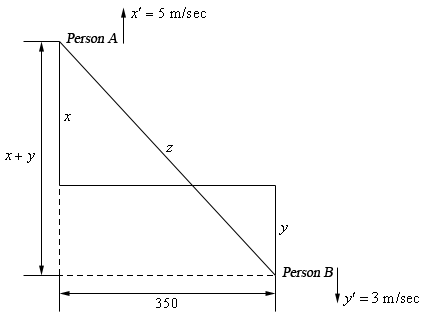 x′ = 5 m/sec
Person A
x
x + y
z
y
Person B
350
y′ = 3 m/sec